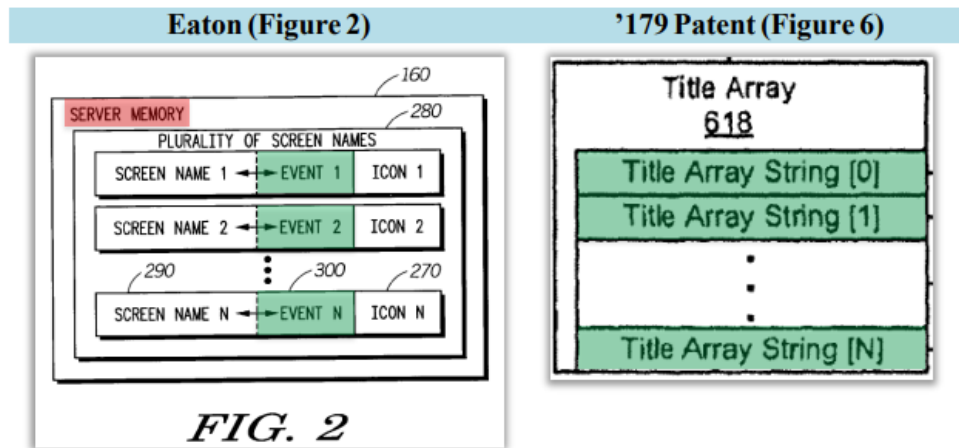 Eaton (Figure 2)
’179 Patent (Figure 6)
160
SERVER MEMORY
280
PLURALITY OF SCREEN NAMES
SCREEN NAME 1 EVENT 1 ICON 1
SCREEN NAME 2 EVENT 2 ICON 2
290 300 270
SCREEN NAME N EVENT N ICON N
FIG. 2
Title Array
618
Title Array String [0]
Title Array String [1]
Title Array String [N]